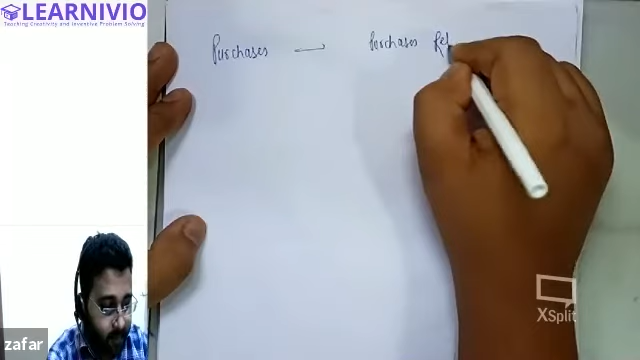 LEARNIVIO
Teaching Creativity and Inventive Problem Solving
Purchases — Purchases Ret
zafar
XSplit